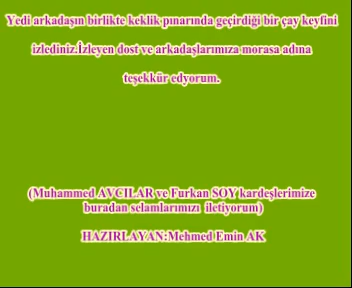 Yedi arkadaşın birlikte keklik pınarında geçirdiği bir çay keyfini
izlediniz.İzleyen dost ve arkadaşlarımıza morasa adına
teşekkür edyorum.
(Muhammed AVCILAR ve Furkan SOY kardeşlerimize
buradan selamlarımızı iletiyorum)
HAZIRLAYAN:Mehmed Emin AK